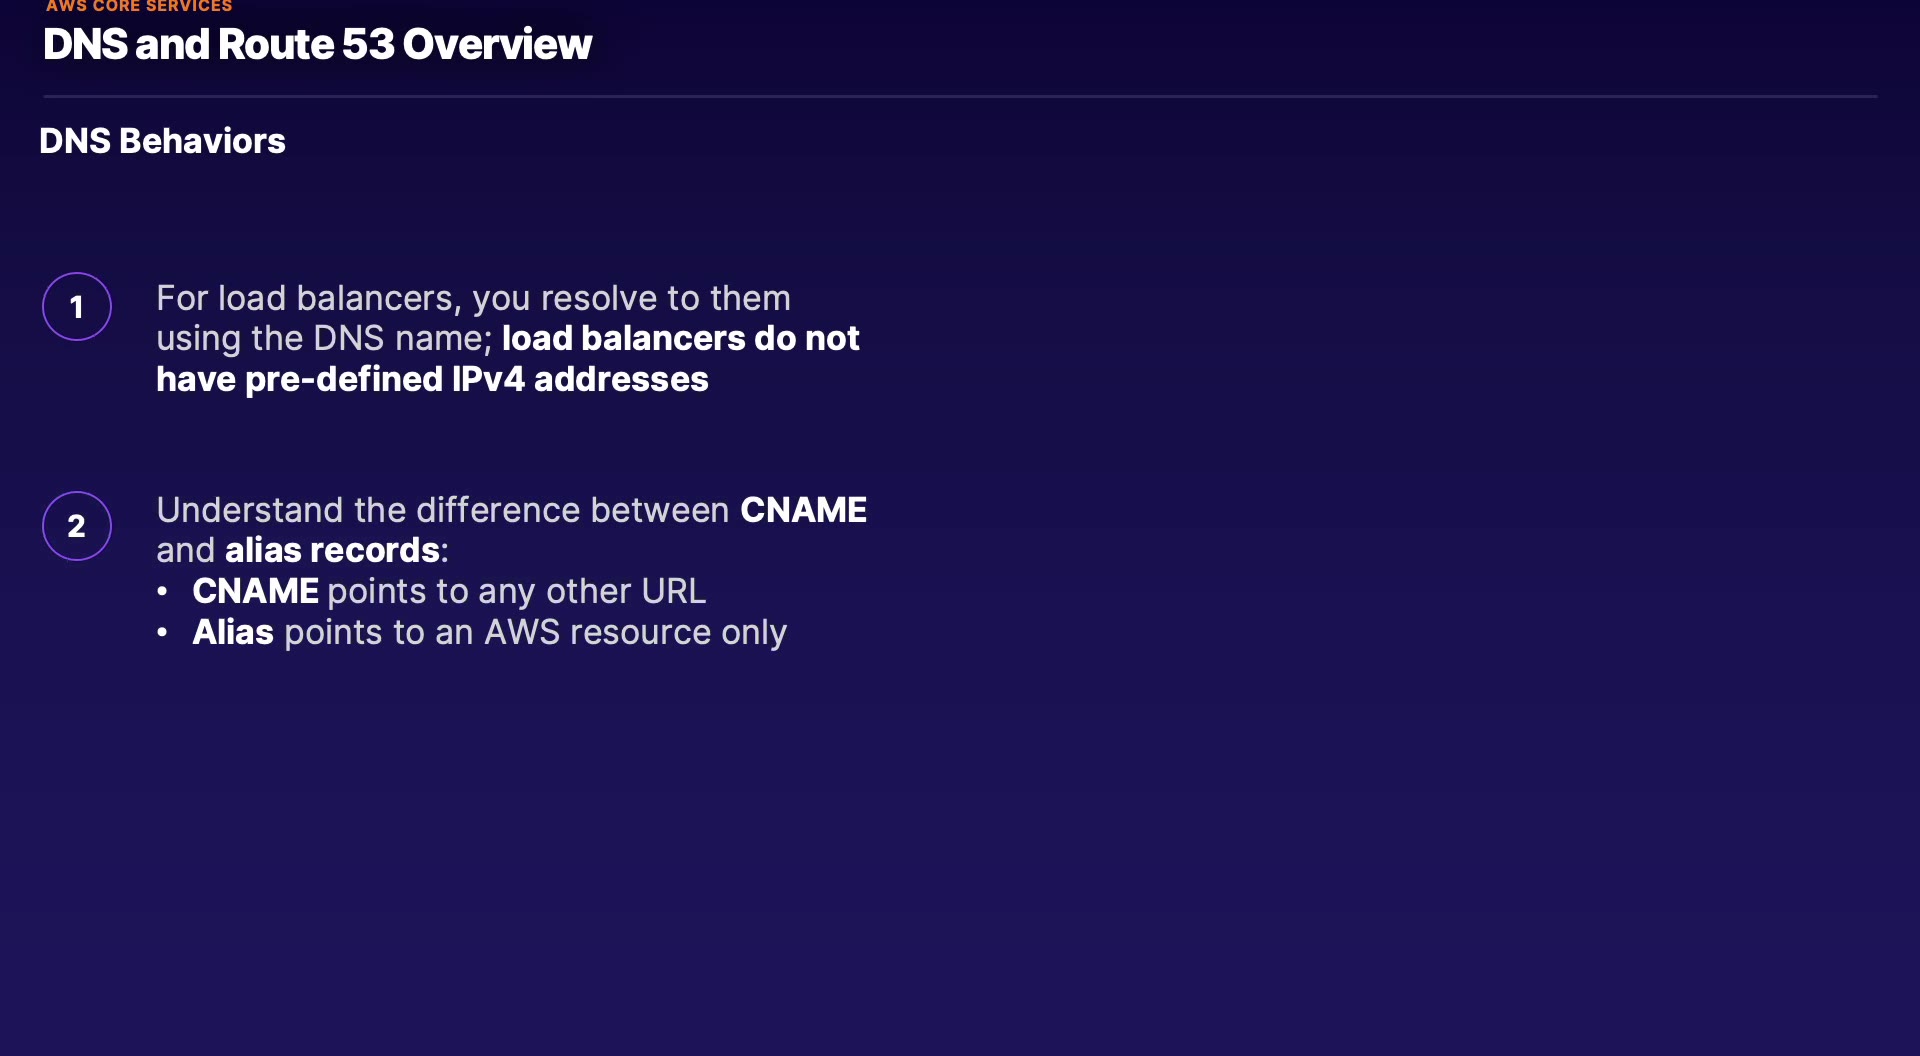 AWS CORE SERVICES
DNS and Route 53 Overview
DNS Behaviors
1
For load balancers, you resolve to them
using the DNS name; load balancers do not
have pre-defined IPv4 addresses
2
Understand the difference between CNAME
and alias records:
• CNAME points to any other URL
• Alias points to an AWS resource only